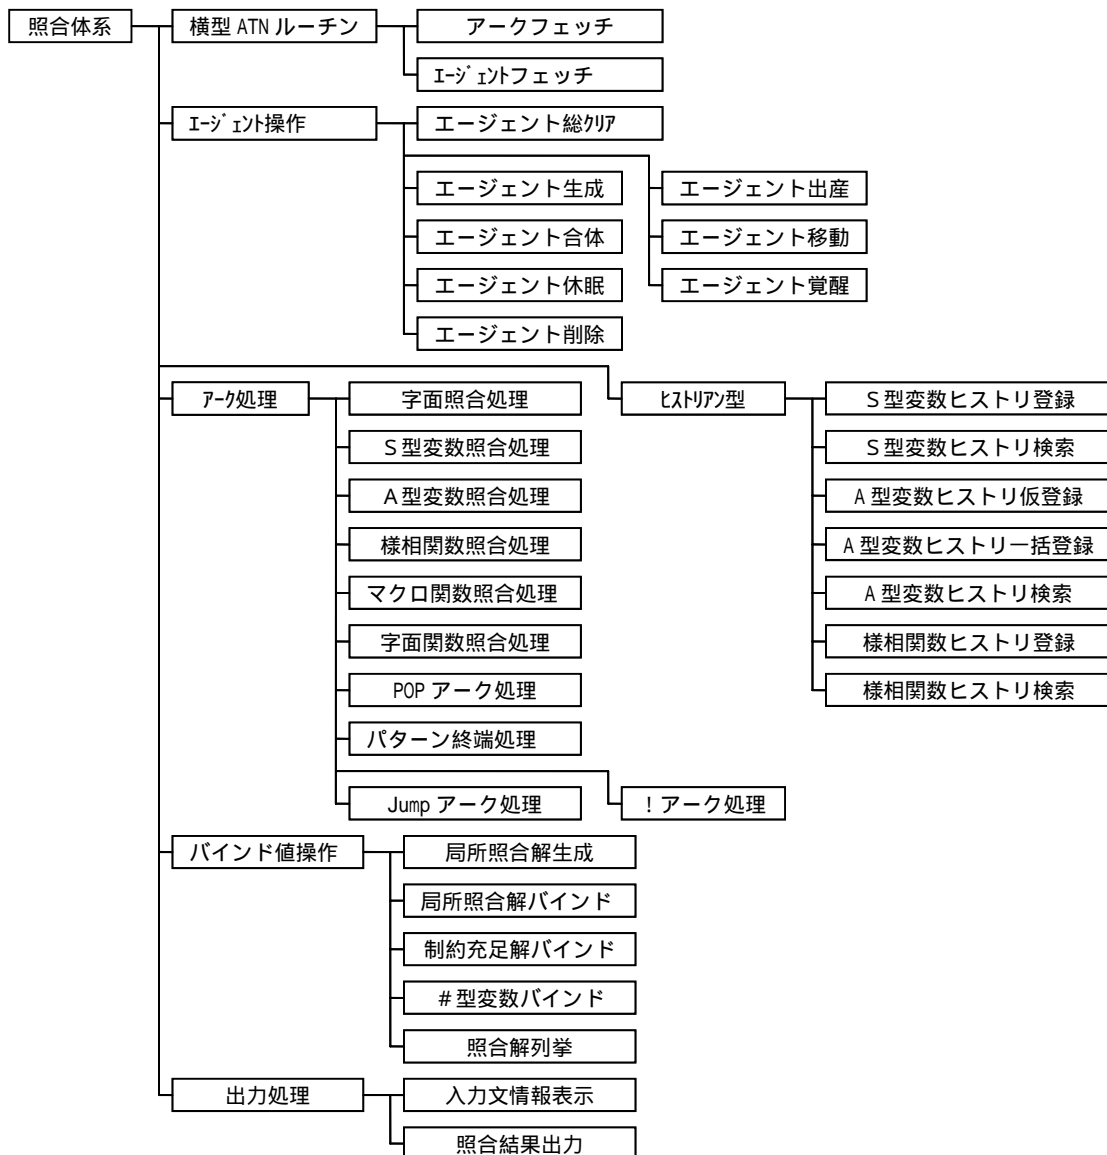 照合体系
横型 ATN ルーチン
アークフェッチ
ｴｰｼﾞｪﾝﾄフェッチ
ｴｰｼﾞｪﾝﾄ操作
エージェント総ｸﾘｱ
エージェント生成
エージェント出産
エージェント合体
エージェント移動
エージェント休眠
エージェント覚醒
エージェント削除
ｱｰｸ処理
字面照合処理
ﾋｽﾄﾘｱﾝ型
Ｓ型変数ヒストリ登録
Ｓ型変数照合処理
Ｓ型変数ヒストリ検索
Ａ型変数照合処理
A 型変数ヒストリ仮登録
様相関数照合処理
A 型変数ヒストリ一括登録
マクロ関数照合処理
A 型変数ヒストリ検索
字面関数照合処理
様相関数ヒストリ登録
POP アーク処理
様相関数ヒストリ検索
パターン終端処理
Jump アーク処理
！アーク処理
バインド値操作
局所照合解生成
局所照合解バインド
制約充足解バインド
＃型変数バインド
照合解列挙
出力処理
入力文情報表示
照合結果出力